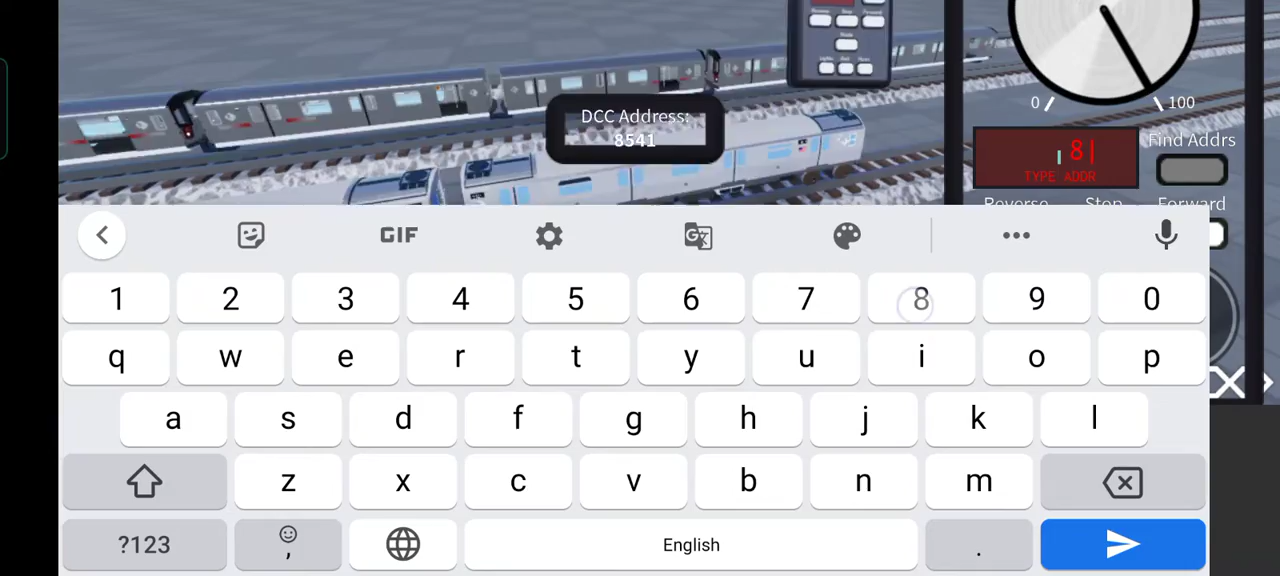 DCC Address:
8541
0 100
8 Find Addrs
TYPE ADDR
Reverse Stop Forward
GIF
1 2 3 4 5 6 7 8 9 0
q w e r t y u i o p
a s d f g h j k l
z x c v b n m
?123 , English .